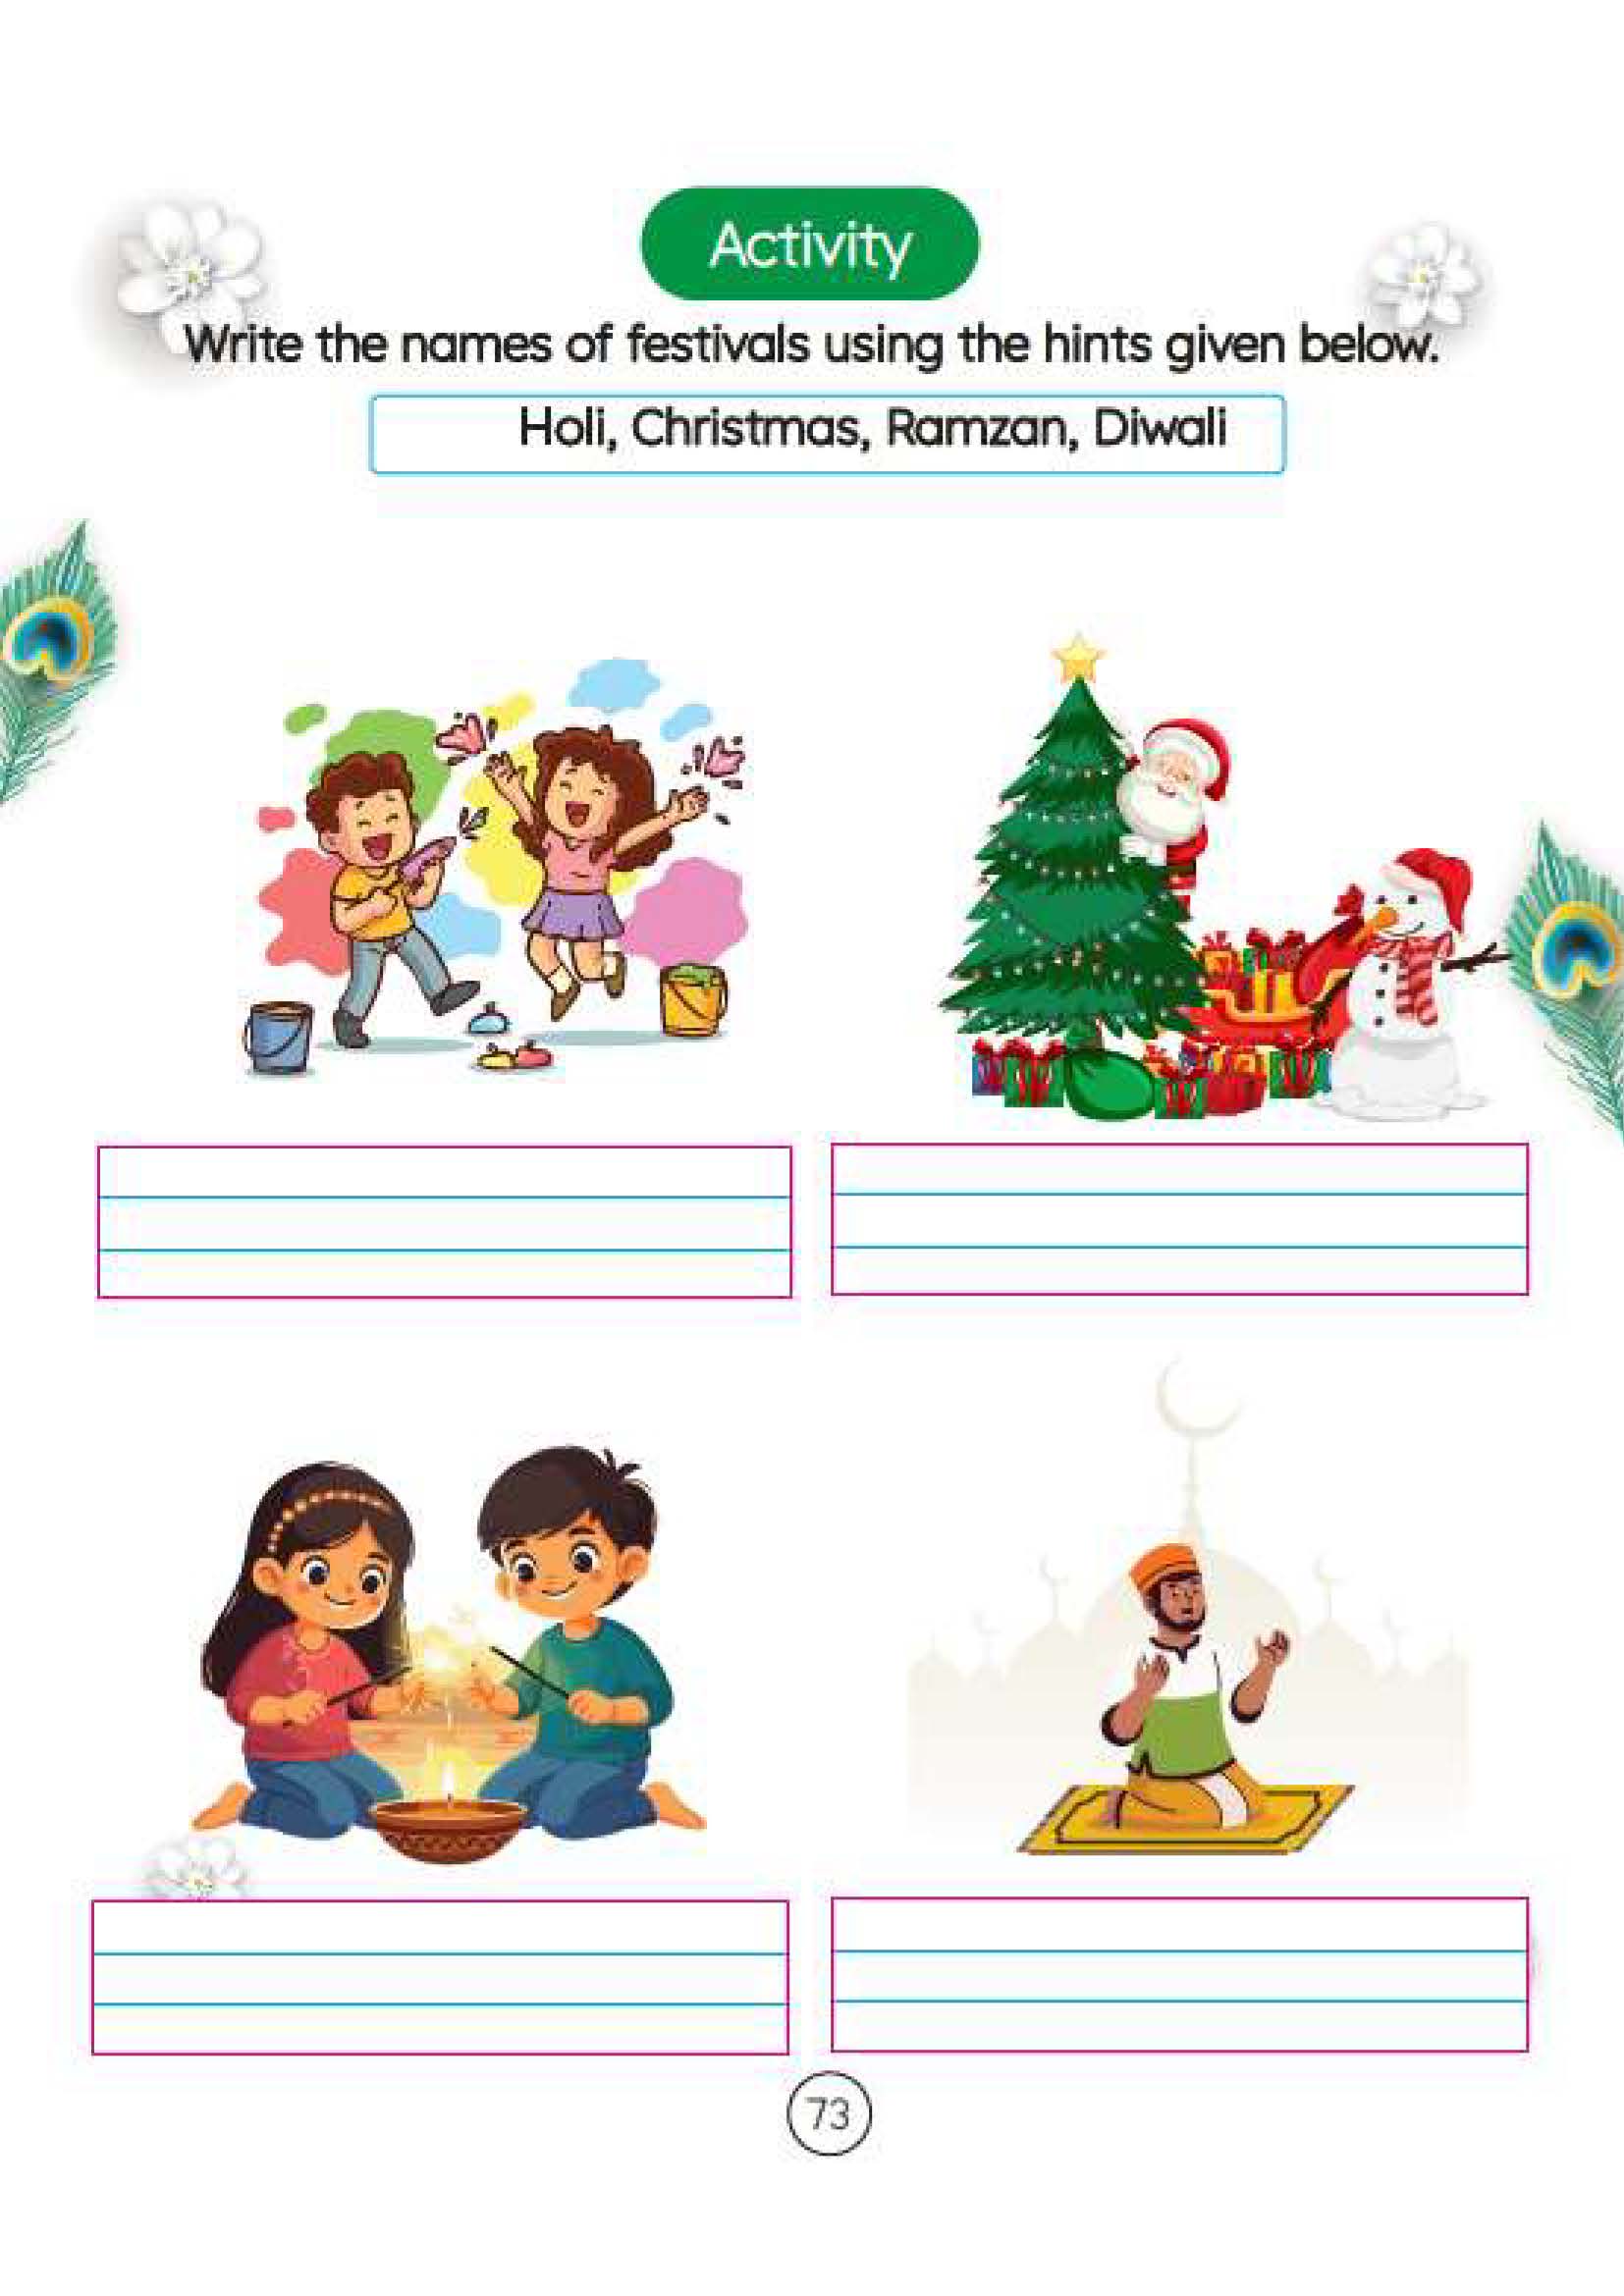 Activity
Write the names of festivals using the hints given below.
Holi, Christmas, Ramzan, Diwali
73